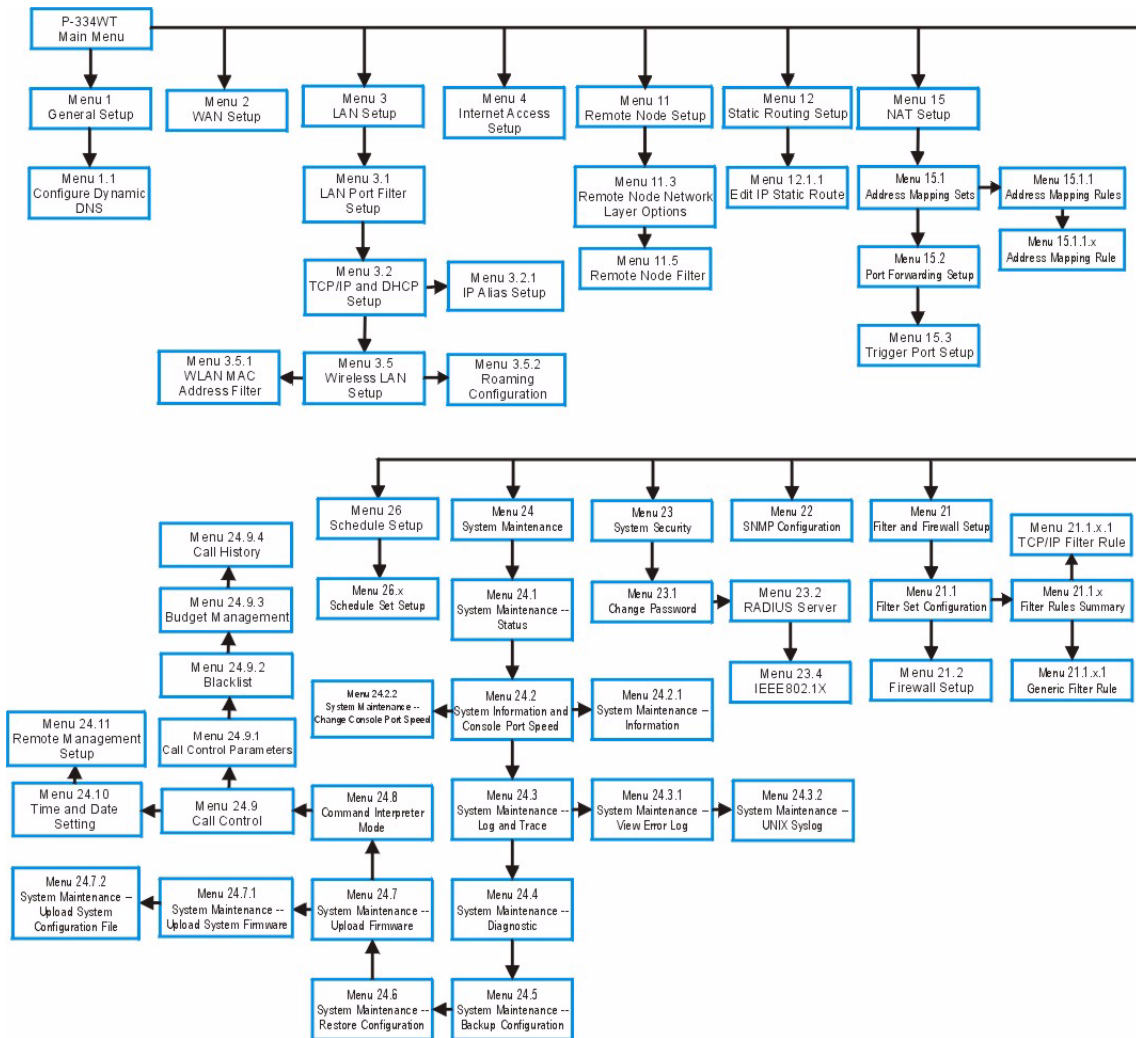 P-334WT
Main Menu
Menu 1
General Setup
Menu 2
WAN Setup
Menu 3
LAN Setup
Menu 4
Internet Access
Setup
Menu 11
Remote Node Setup
Menu 12
Static Routing Setup
Menu 15
NAT Setup
Menu 1.1
Configure Dynamic
DNS
Menu 3.1
LAN Port Filter
Setup
Menu 11.3
Remote Node Network
Layer Options
Menu 12.1.1
Edit IP Static Route
Menu 15.1
Address Mapping Sets
Menu 15.1.1
Address Mapping Rules
Menu 15.1.1.x
Address Mapping Rule
Menu 3.2
TCP/IP and DHCP
Setup
Menu 3.2.1
IP Alias Setup
Menu 11.5
Remote Node Filter
Menu 15.2
Port Forwarding Setup
Menu 15.3
Trigger Port Setup
Menu 3.5.1
WLAN MAC
Address Filter
Menu 3.5
Wireless LAN
Setup
Menu 3.5.2
Roaming
Configuration
Menu 26
Schedule Setup
Menu 24
System Maintenance
Menu 23
System Security
Menu 22
SNMP Configuration
Menu 21
Filter and Firewall Setup
Menu 21.1.x.1
TCP/IP Filter Rule
Menu 24.9.4
Call History
Menu 26.x
Schedule Set Setup
Menu 24.1
System Maintenance --
Status
Menu 23.1
Change Password
Menu 23.2
RADIUS Server
Menu 21.1
Filter Set Configuration
Menu 21.1.x
Filter Rules Summary
Menu 24.9.3
Budget Management
Menu 24.9.2
Blacklist
Menu 23.4
IEEE802.1X
Menu 21.2
Firewall Setup
Menu 21.1.x.1
Generic Filter Rule
Menu 24.2.2
System Maintenance --
Change Console Port Speed
Menu 24.2
System Information and
Console Port Speed
Menu 24.2.1
System Maintenance –
Information
Menu 24.11
Remote Management
Setup
Menu 24.9.1
Call Control Parameters
Menu 24.10
Time and Date
Setting
Menu 24.9
Call Control
Menu 24.8
Command Interpreter
Mode
Menu 24.3
System Maintenance --
Log and Trace
Menu 24.3.1
System Maintenance --
View Error Log
Menu 24.3.2
System Maintenance –
UNIX Syslog
Menu 24.7.2
System Maintenance –
Upload System
Configuration File
Menu 24.7.1
System Maintenance --
Upload System Firmware
Menu 24.7
System Maintenance --
Upload Firmware
Menu 24.4
System Maintenance --
Diagnostic
Menu 24.6
System Maintenance --
Restore Configuration
Menu 24.5
System Maintenance --
Backup Configuration